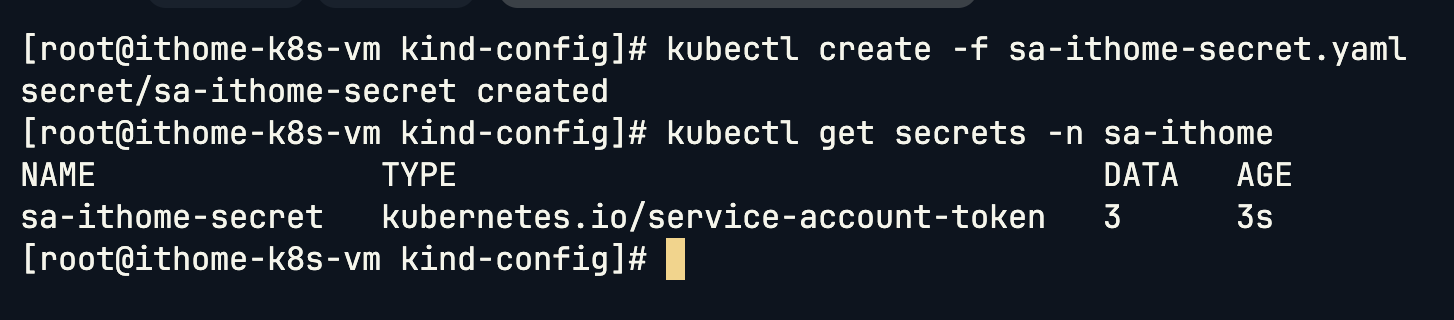 [root@ithome-k8s-vm kind-config]# kubectl create -f sa-ithome-secret.yaml
secret/sa-ithome-secret created
[root@ithome-k8s-vm kind-config]# kubectl get secrets -n sa-ithome
NAME               TYPE                                  DATA   AGE
sa-ithome-secret   kubernetes.io/service-account-token   3      3s
[root@ithome-k8s-vm kind-config]#